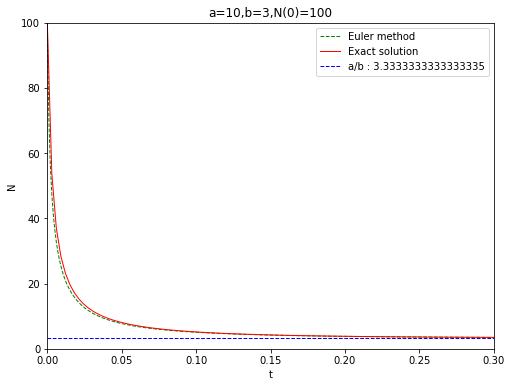 a=10,b=3,N(0)=100
Euler method
Exact solution
a/b : 3.3333333333333335
100
80
60
40
20
0
N
0.00 0.05 0.10 0.15 0.20 0.25 0.30
t